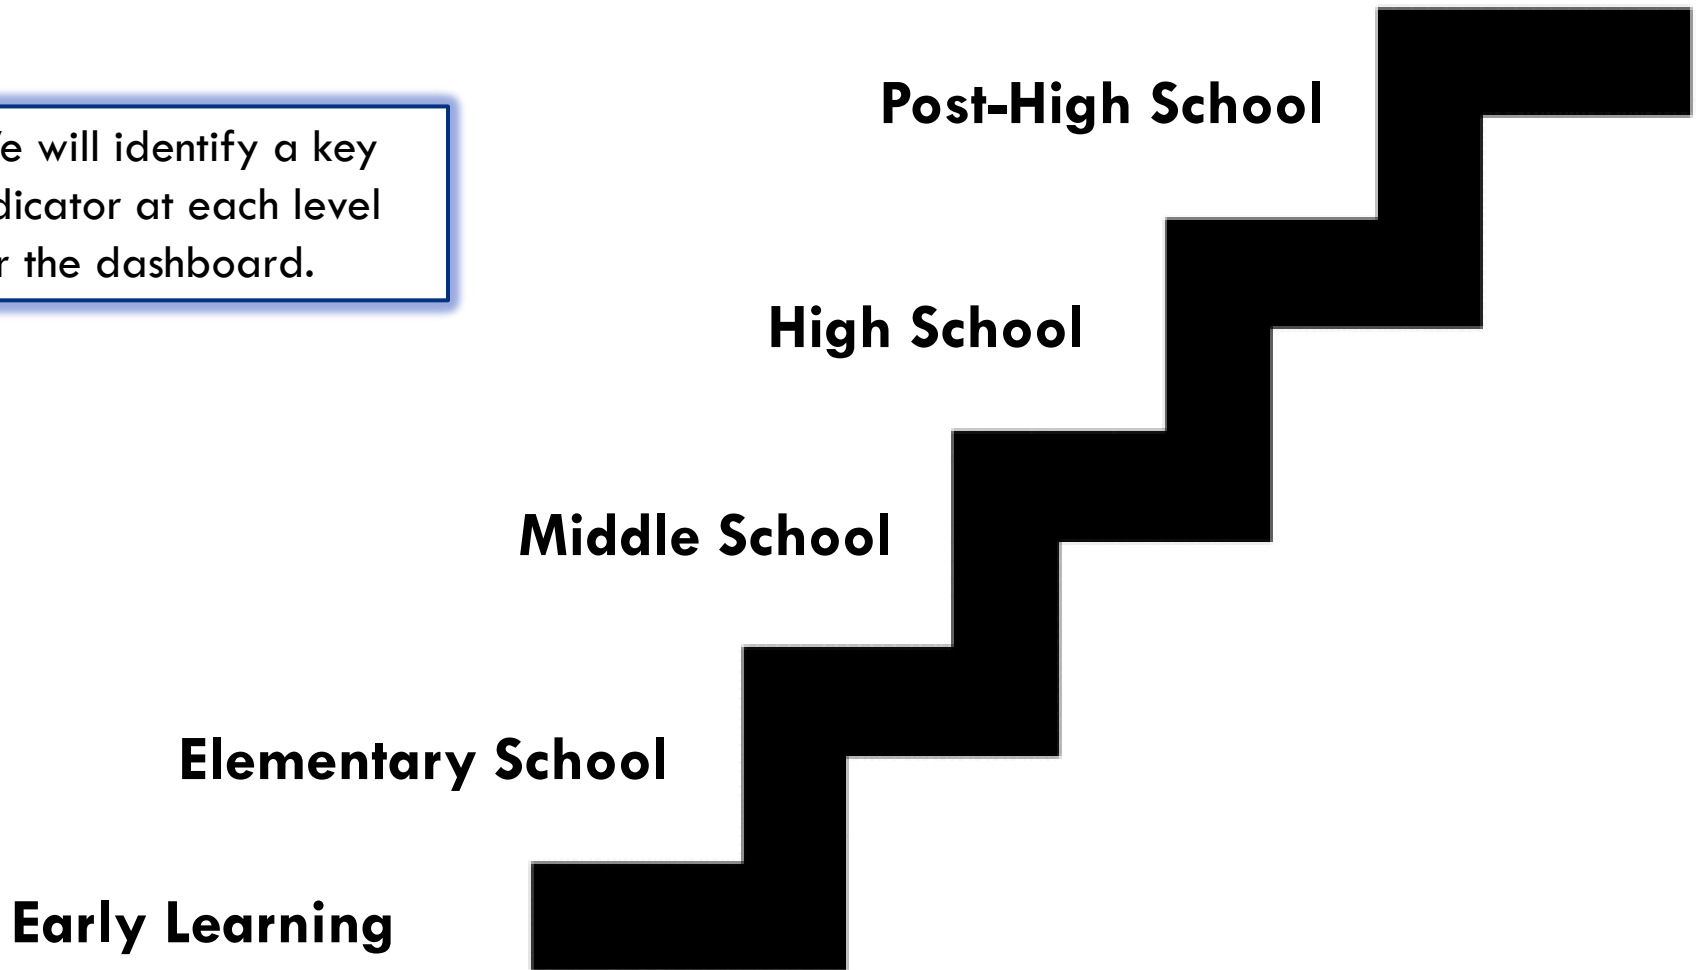 Post-High School
e will identify a key
dicator at each level
r the dashboard.
High School
Middle School
Elementary School
Early Learning